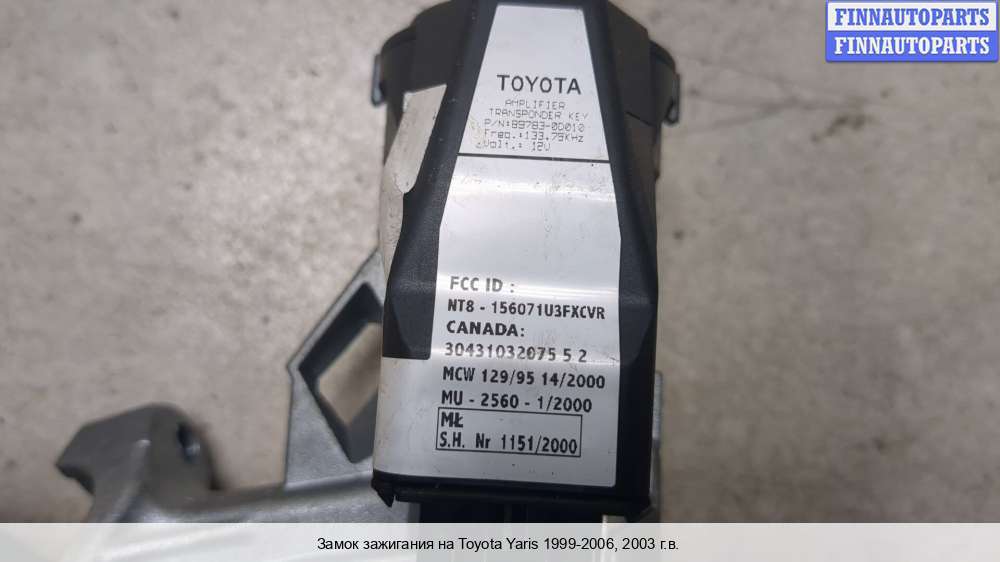 FINNAUTOPARTS
FINNAUTOPARTS
TOYOTA
AMPLIFIER
TRANSPONDER KEY
P/N:89783-0D010
Freq.:133.75KHz
Volt.: 12V
FCC ID :
NT8 - 156071U3FXCVR
CANADA:
30431032075 5 2
MCW 129/95 14/2000
MU - 2560 - 1/2000
MŁ
S.H. Nr 1151/2000
Замок зажигания на Toyota Yaris 1999-2006, 2003 г.в.